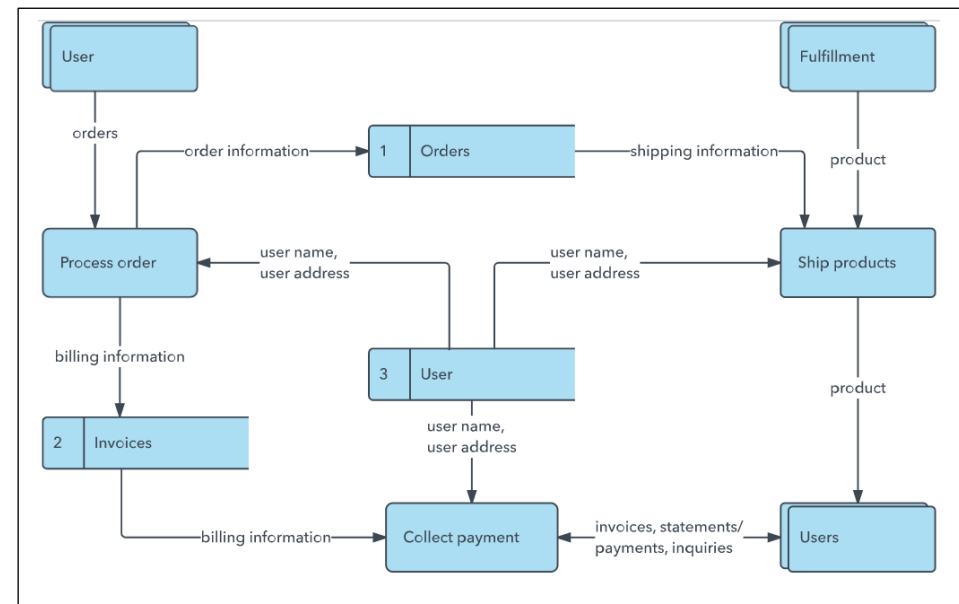 User
Fulfillment
orders
order information
1
Orders
shipping information
product
Process order
user name,
user address
user name,
user address
Ship products
billing information
3
User
product
2
Invoices
user name,
user address
billing information
Collect payment
invoices, statements/
payments, inquiries
Users